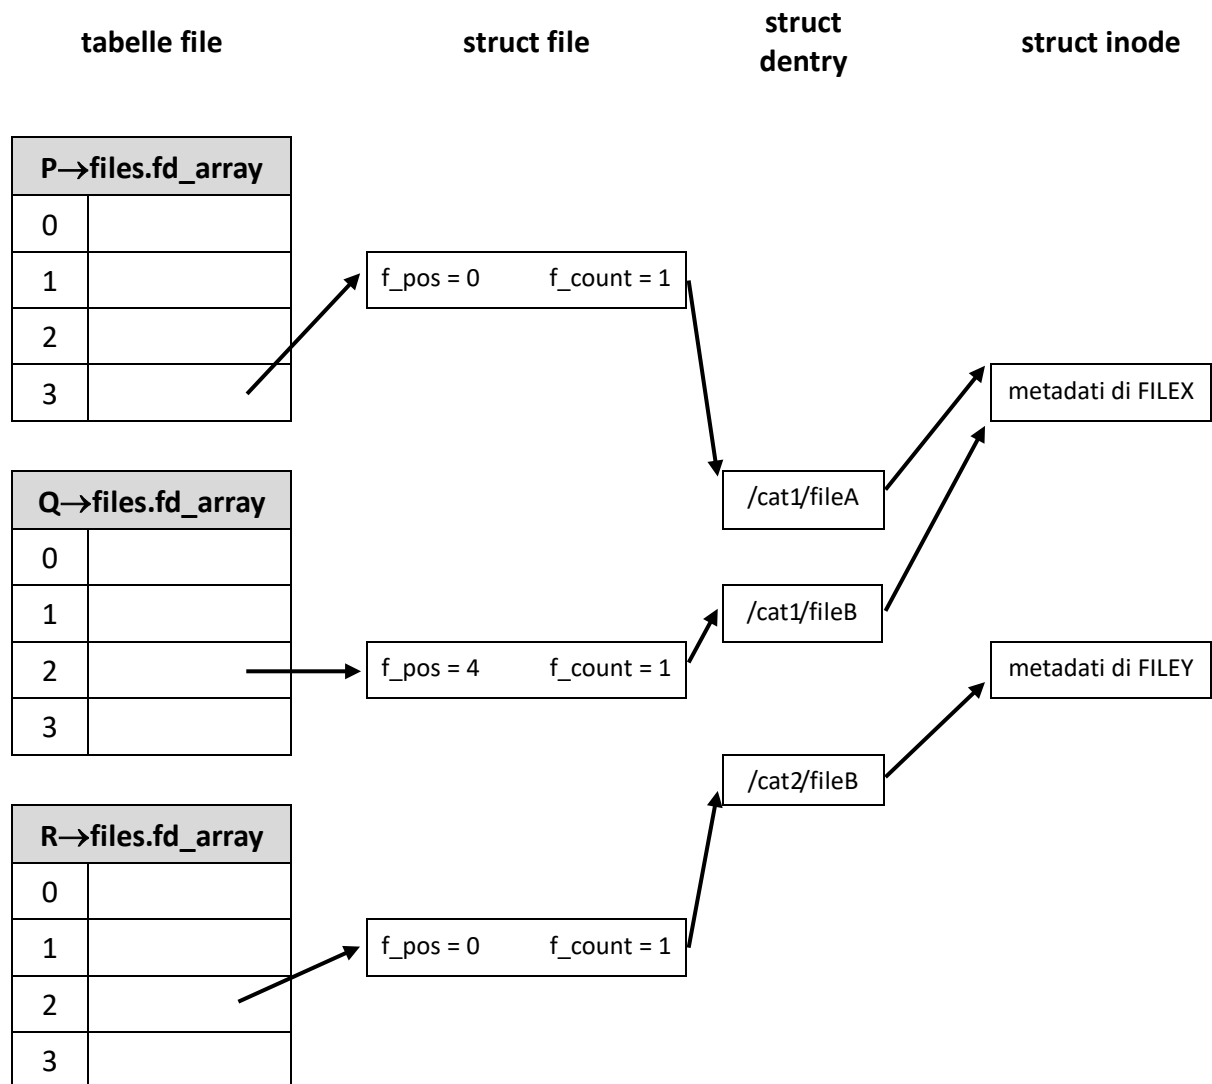 tabelle file struct file struct dentry struct inode
P→files.fd_array
0
1 f_pos = 0 f_count = 1
2
3 metadati di FILEX
Q→files.fd_array /cat1/fileA
0
1 /cat1/fileB
2 f_pos = 4 f_count = 1 metadati di FILEY
3
/cat2/fileB
R→files.fd_array
0
1 f_pos = 0 f_count = 1
2
3